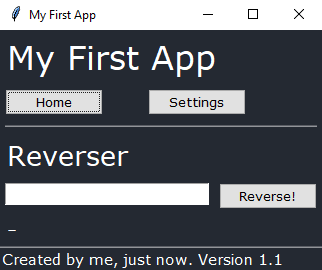 My First App
My First App
Home Settings
Reverser
Reverse!
–
Created by me, just now. Version 1.1